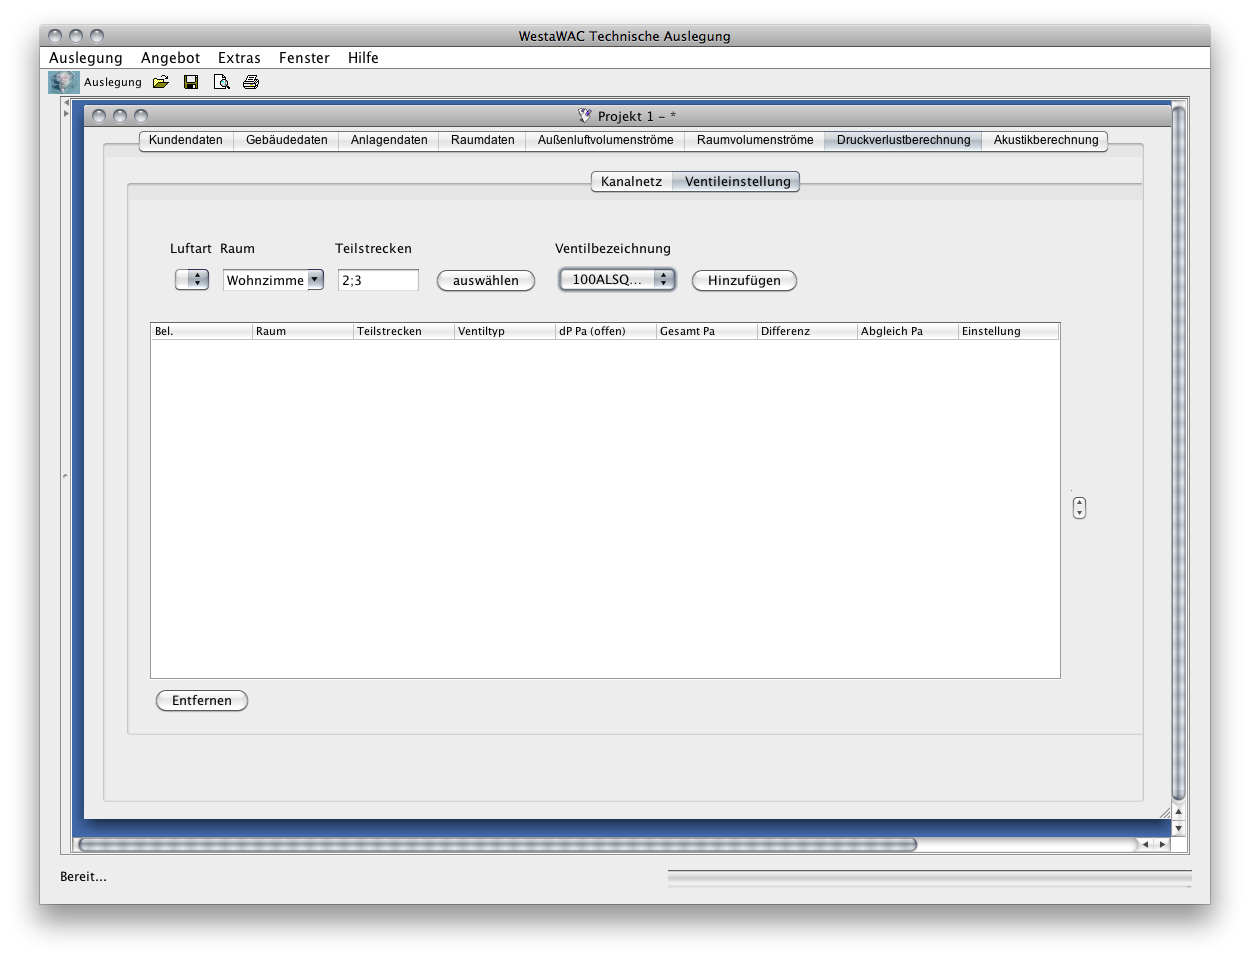 WestaWAC Technische Auslegung
Auslegung Angebot Extras Fenster Hilfe
Auslegung
Projekt 1 - *
Kundendaten Gebäudedaten Anlagendaten Raumdaten Außenluftvolumenströme Raumvolumenströme Druckverlustberechnung Akustikberechnung
Kanalnetz Ventileinstellung
Luftart Raum Teilstrecken Ventilbezeichnung
Wohnzimme 2;3 auswählen 100ALSQ... Hinzufügen
Bel. Raum Teilstrecken Ventiltyp dP Pa (offen) Gesamt Pa Differenz Abgleich Pa Einstellung
Entfernen
Bereit...